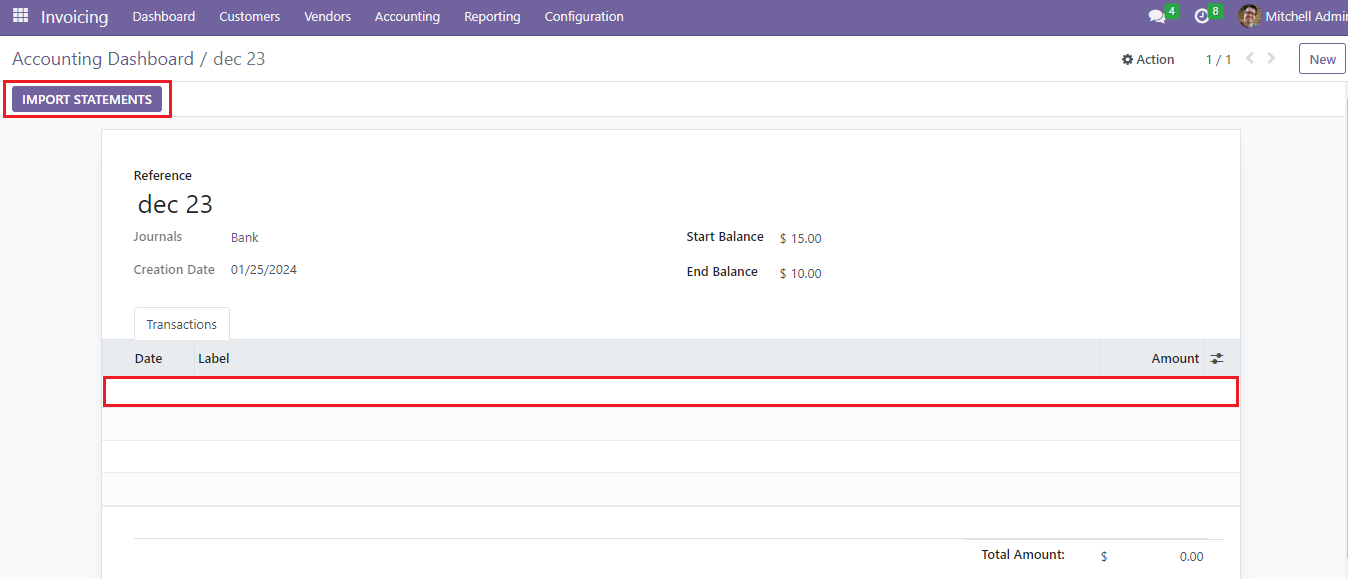 Invoicing Dashboard Customers Vendors Accounting Reporting Configuration 4 8 Mitchell Admin
Accounting Dashboard / dec 23 Action 1 / 1 New
IMPORT STATEMENTS
Reference
dec 23
Journals Bank Start Balance $ 15.00
Creation Date 01/25/2024 End Balance $ 10.00
Transactions
Date Label Amount
Total Amount: $ 0.00